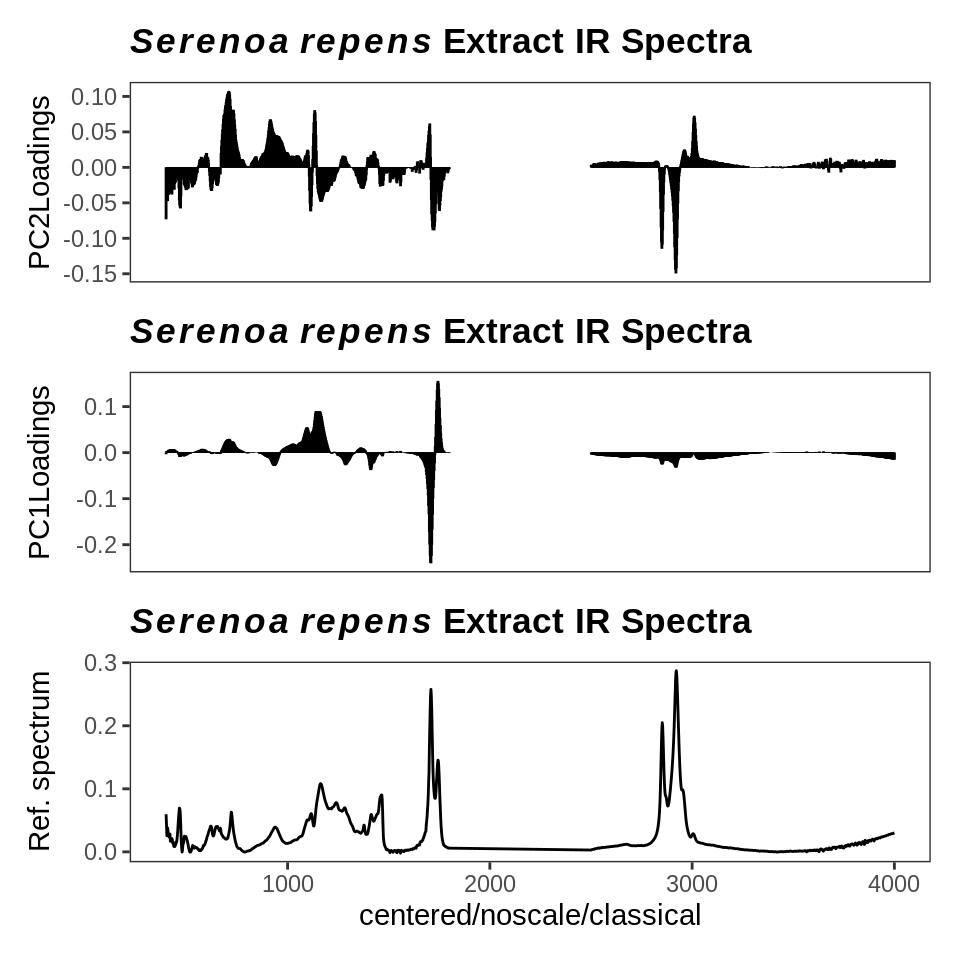 Serenoa repens Extract IR Spectra
PC2Loadings
0.10
0.05
0.00
-0.05
-0.10
-0.15
Serenoa repens Extract IR Spectra
PC1Loadings
0.1
0.0
-0.1
-0.2
Serenoa repens Extract IR Spectra
Ref. spectrum
0.3
0.2
0.1
0.0
1000 2000 3000 4000
centered/noscale/classical